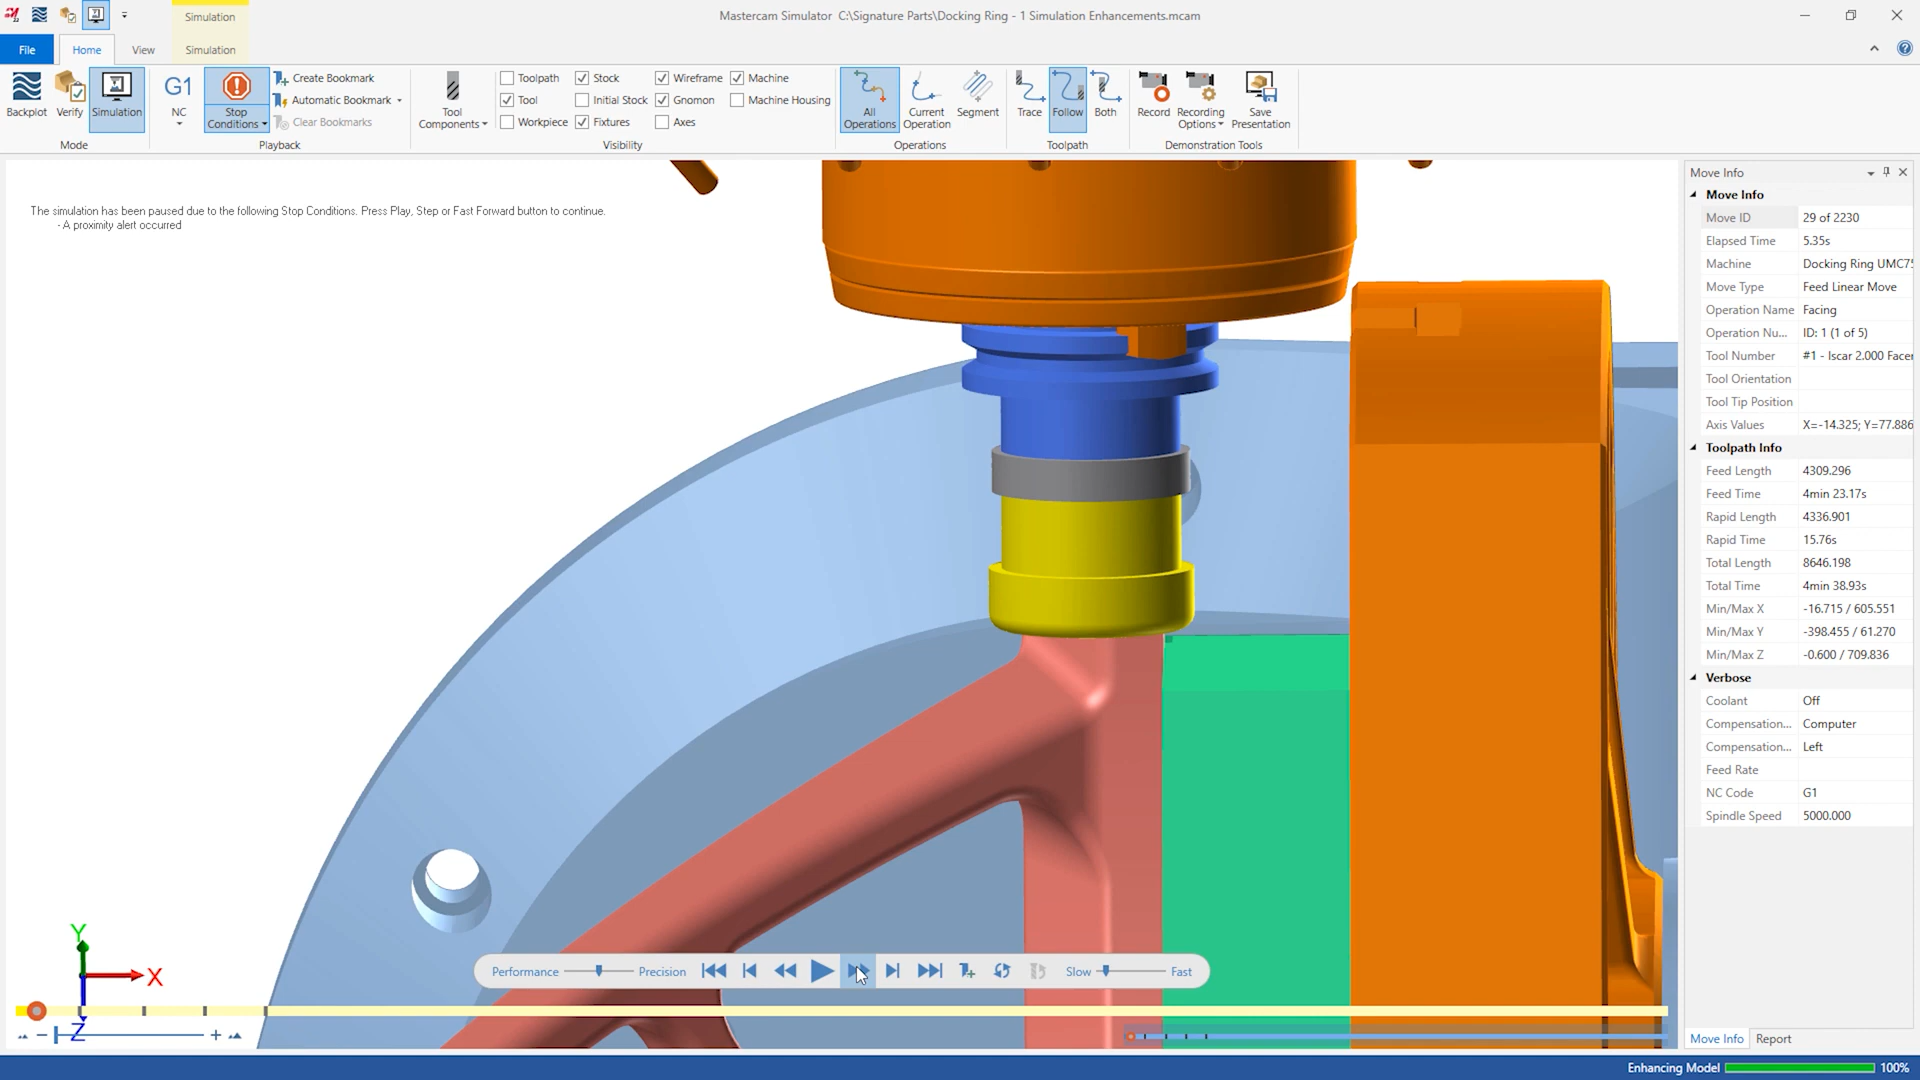 Simulation
Mastercam Simulator C:\Signature Parts\Docking Ring - 1 Simulation Enhancements.mcam
File
Home
View
Simulation
Backplot
Verify
Simulation
Mode
G1
NC
Stop
Conditions
Create Bookmark
Automatic Bookmark
Clear Bookmarks
Playback
Tool
Components
Toolpath
Stock
Wireframe
Machine
Tool
Initial Stock
Gnomon
Machine Housing
Workpiece
Fixtures
Axes
Visibility
All
Operations
Current
Operation
Segment
Operations
Trace
Follow
Both
Toolpath
Record
Recording
Options
Save
Presentation
Demonstration Tools
The simulation has been paused due to the following Stop Conditions. Press Play, Step or Fast Forward button to continue.
- A proximity alert occurred
Move Info
Move Info
Move ID 29 of 2230
Elapsed Time 5.35s
Machine Docking Ring UMC75
Move Type Feed Linear Move
Operation Name Facing
Operation Nu... ID: 1 (1 of 5)
Tool Number #1 - Iscar 2.000 Facer
Tool Orientation
Tool Tip Position
Axis Values X=-14.325; Y=77.886
Toolpath Info
Feed Length 4309.296
Feed Time 4min 23.17s
Rapid Length 4336.901
Rapid Time 15.76s
Total Length 8646.198
Total Time 4min 38.93s
Min/Max X -16.715 / 605.551
Min/Max Y -398.455 / 61.270
Min/Max Z -0.600 / 709.836
Verbose
Coolant Off
Compensation... Computer
Compensation... Left
Feed Rate
NC Code G1
Spindle Speed 5000.000
Y
X
Z
Performance
Precision
Slow
Fast
Move Info
Report
Enhancing Model
100%